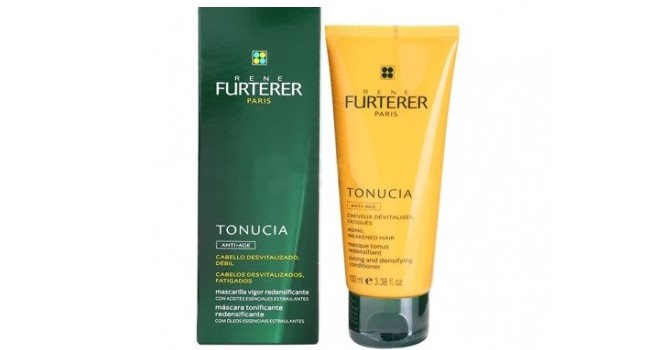 RENE
FURTERER
PARIS
TONUCIA
ANTI-AGE
CABELLO DESVITALIZADO,
DÉBIL
CABELOS DESVITALIZADOS,
FATIGADOS
mascarilla vigor redensificante
CON ACEITES ESENCIALES ESTIMULANTES
máscara tonificante
redensificante
COM ÓLEOS ESSENCIAIS ESTIMULANTES
RENE
FURTERER
PARIS
TONUCIA
ANTI-AGE
CHEVEUX DÉVITALISÉS,
FATIGUÉS
AGING,
WEAKENED HAIR
masque tonus
redensifiant
toning and densifying
conditioner
100 ml e 3.38 fl.oz